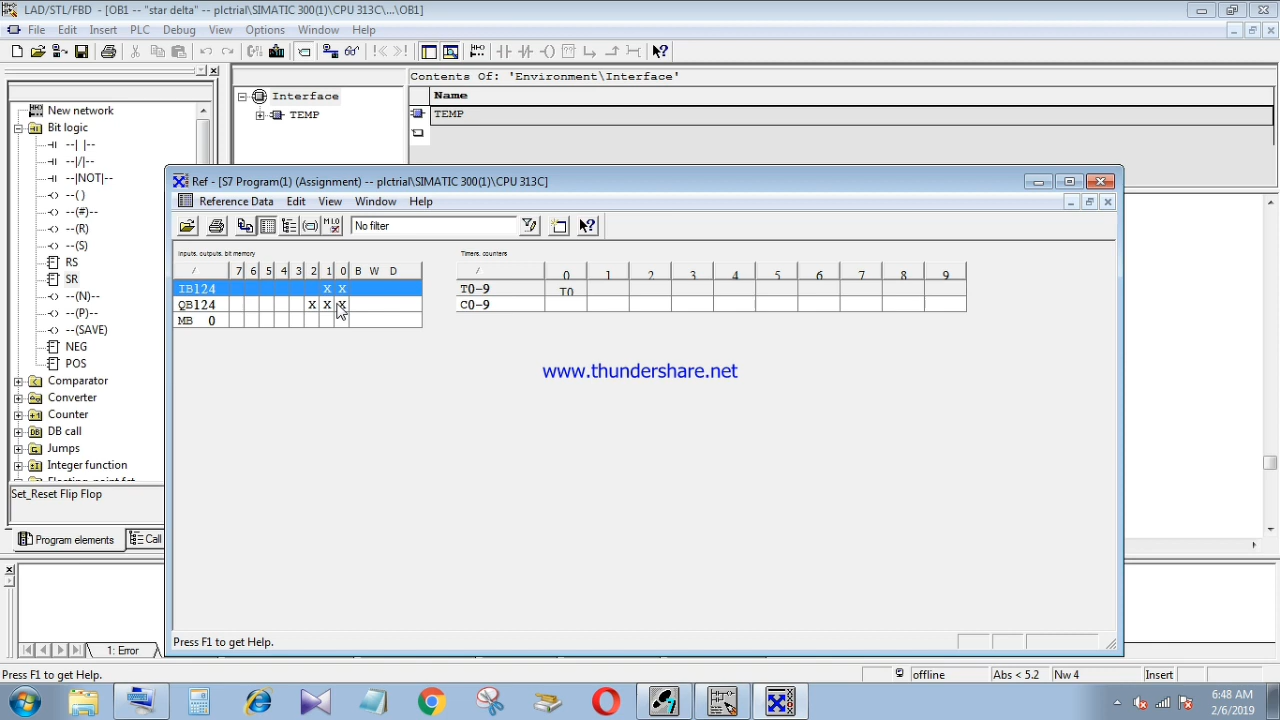 LAD/STL/FBD - [OB1 -- "star delta" -- plctrial\SIMATIC 300(1)\CPU 313C\...\OB1]
File Edit Insert PLC Debug View Options Window Help
Contents Of: 'Environment\Interface'
Interface
TEMP
Name
TEMP
New network
Bit logic
--| |--
--|/|--
--|NOT|--
--( )
--(#)--
--(R)
--(S)
RS
SR
--(N)--
--(P)--
--(SAVE)
NEG
POS
Comparator
Converter
Counter
DB call
Jumps
Integer function
Floating-point fct.
Set_Reset Flip Flop
Program elements
Call
Ref - [S7 Program(1) (Assignment) -- plctrial\SIMATIC 300(1)\CPU 313C]
Reference Data Edit View Window Help
No filter
Inputs, outputs, bit memory
/ 7 6 5 4 3 2 1 0 B W D
IB124 X X
QB124 X X X
MB 0
Timers, counters
/ 0 1 2 3 4 5 6 7 8 9
T0-9 T0
C0-9
www.thundershare.net
Press F1 to get Help.
1: Error
Press F1 to get Help.
offline Abs < 5.2 Nw 4 Insert
6:48 AM
2/6/2019